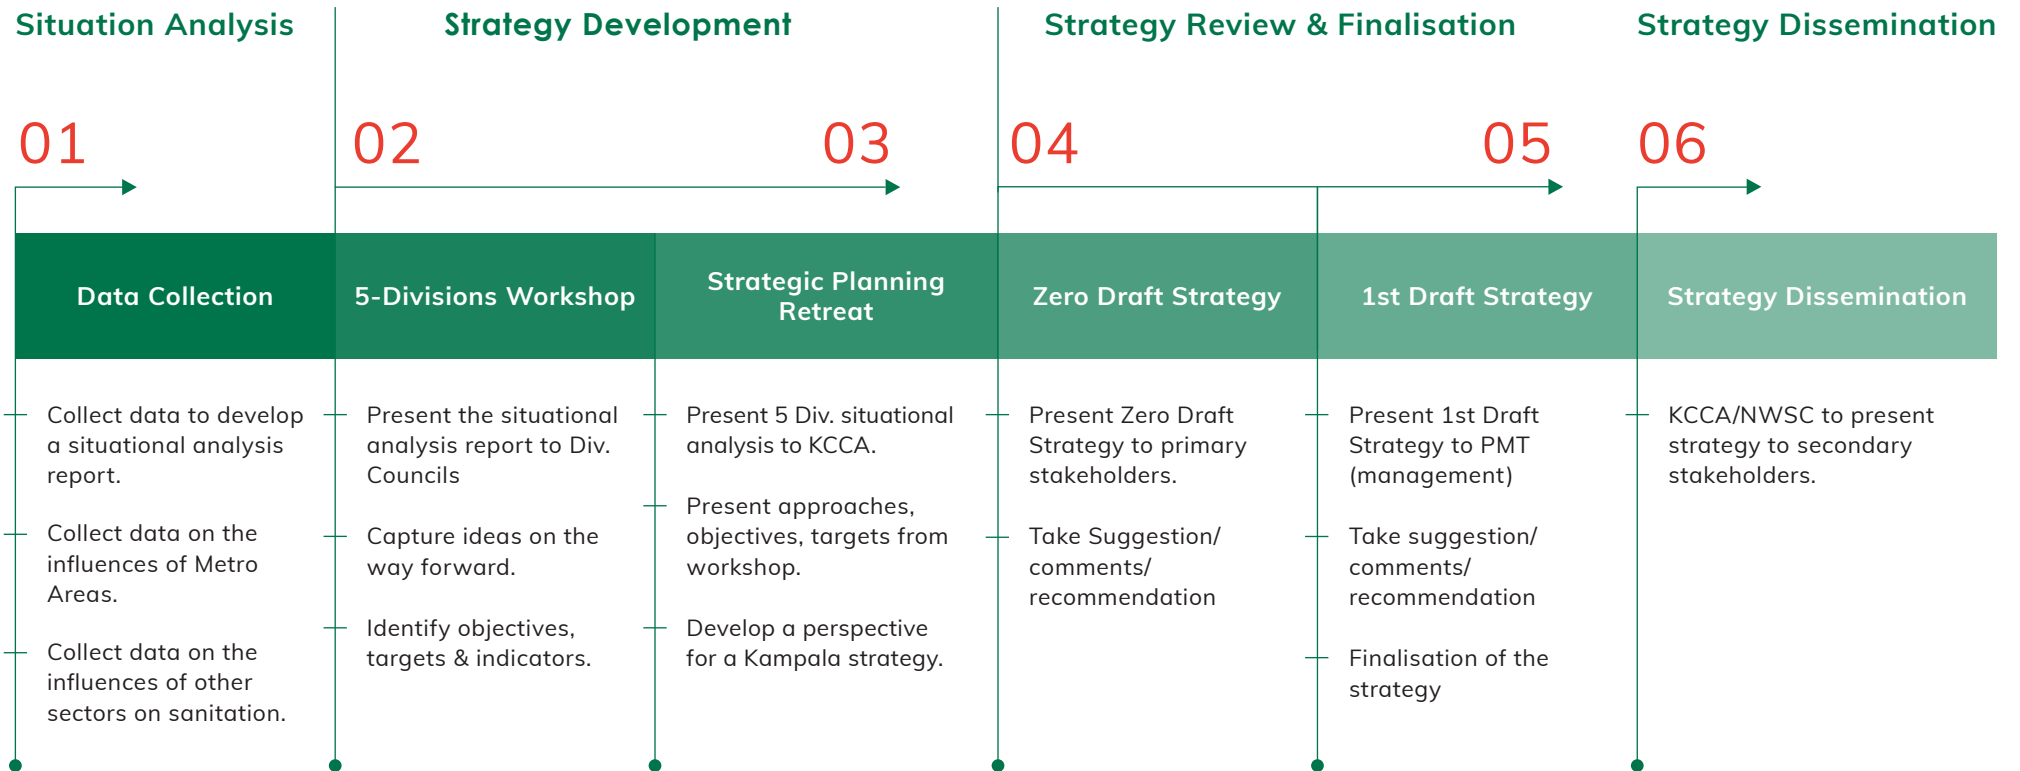 Situation Analysis
Strategy Development
Strategy Review & Finalisation
Strategy Dissemination
01
02
03
04
05
06
Data Collection
5-Divisions Workshop
Strategic Planning
Retreat
Zero Draft Strategy
1st Draft Strategy
Strategy Dissemination
Collect data to develop
a situational analysis
report.
Collect data on the
influences of Metro
Areas.
Collect data on the
influences of other
sectors on sanitation.
Present the situational
analysis report to Div.
Councils
Capture ideas on the
way forward.
Identify objectives,
targets & indicators.
Present 5 Div. situational
analysis to KCCA.
Present approaches,
objectives, targets from
workshop.
Develop a perspective
for a Kampala strategy.
Present Zero Draft
Strategy to primary
stakeholders.
Take Suggestion/
comments/
recommendation
Present 1st Draft
Strategy to PMT
(management)
Take suggestion/
comments/
recommendation
Finalisation of the
strategy
KCCA/NWSC to present
strategy to secondary
stakeholders.